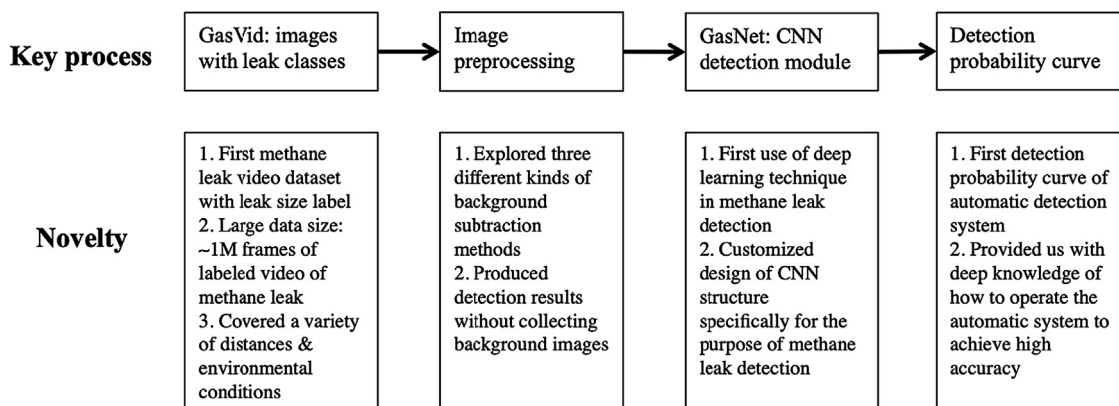 Key process
GasVid: images
with leak classes
Image
preprocessing
GasNet: CNN
detection module
Detection
probability curve
Novelty
1. First methane
leak video dataset
with leak size label
2. Large data size:
~1M frames of
labeled video of
methane leak
3. Covered a variety
of distances &
environmental
conditions
1. Explored three
different kinds of
background
subtraction
methods
2. Produced
detection results
without collecting
background images
1. First use of deep
learning technique
in methane leak
detection
2. Customized
design of CNN
structure
specifically for the
purpose of methane
leak detection
1. First detection
probability curve of
automatic detection
system
2. Provided us with
deep knowledge of
how to operate the
automatic system to
achieve high
accuracy